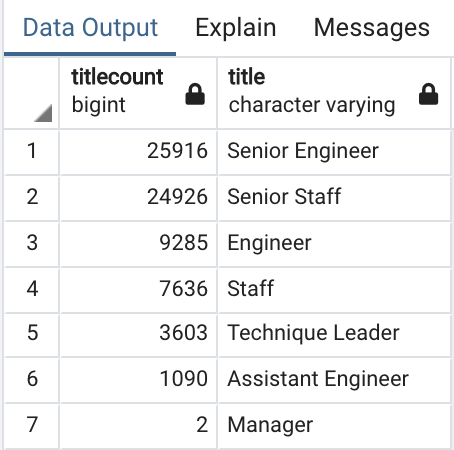 Data Output Explain Messages
titlecount title
bigint character varying
1 25916 Senior Engineer
2 24926 Senior Staff
3 9285 Engineer
4 7636 Staff
5 3603 Technique Leader
6 1090 Assistant Engineer
7 2 Manager